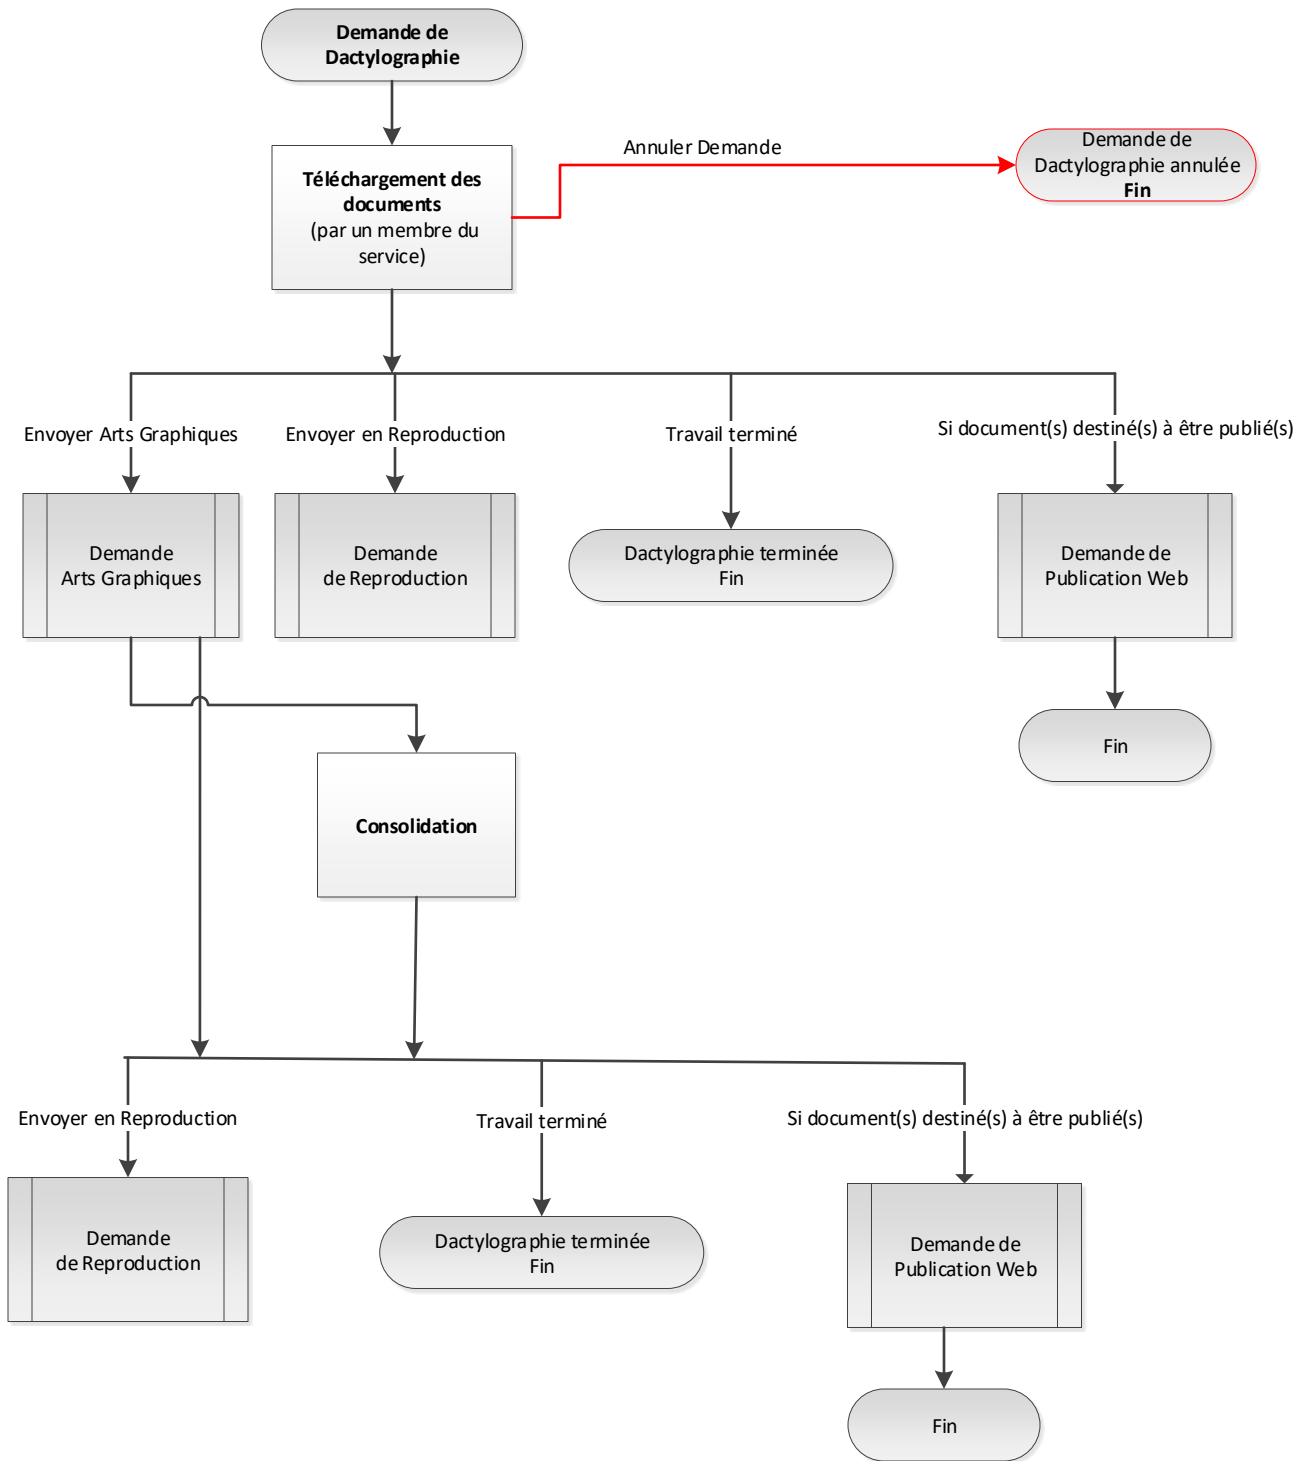 Demande de
Dactylographie
Annuler Demande
Demande de
Dactylographie annulée
Fin
Téléchargement des
documents
(par un membre du
service)
Envoyer Arts Graphiques
Envoyer en Reproduction
Travail terminé
Si document(s) destiné(s) à être publié(s)
Demande
Arts Graphiques
Demande
de Reproduction
Dactylographie terminée
Fin
Demande de
Publication Web
Fin
Consolidation
Envoyer en Reproduction
Travail terminé
Si document(s) destiné(s) à être publié(s)
Demande
de Reproduction
Dactylographie terminée
Fin
Demande de
Publication Web
Fin